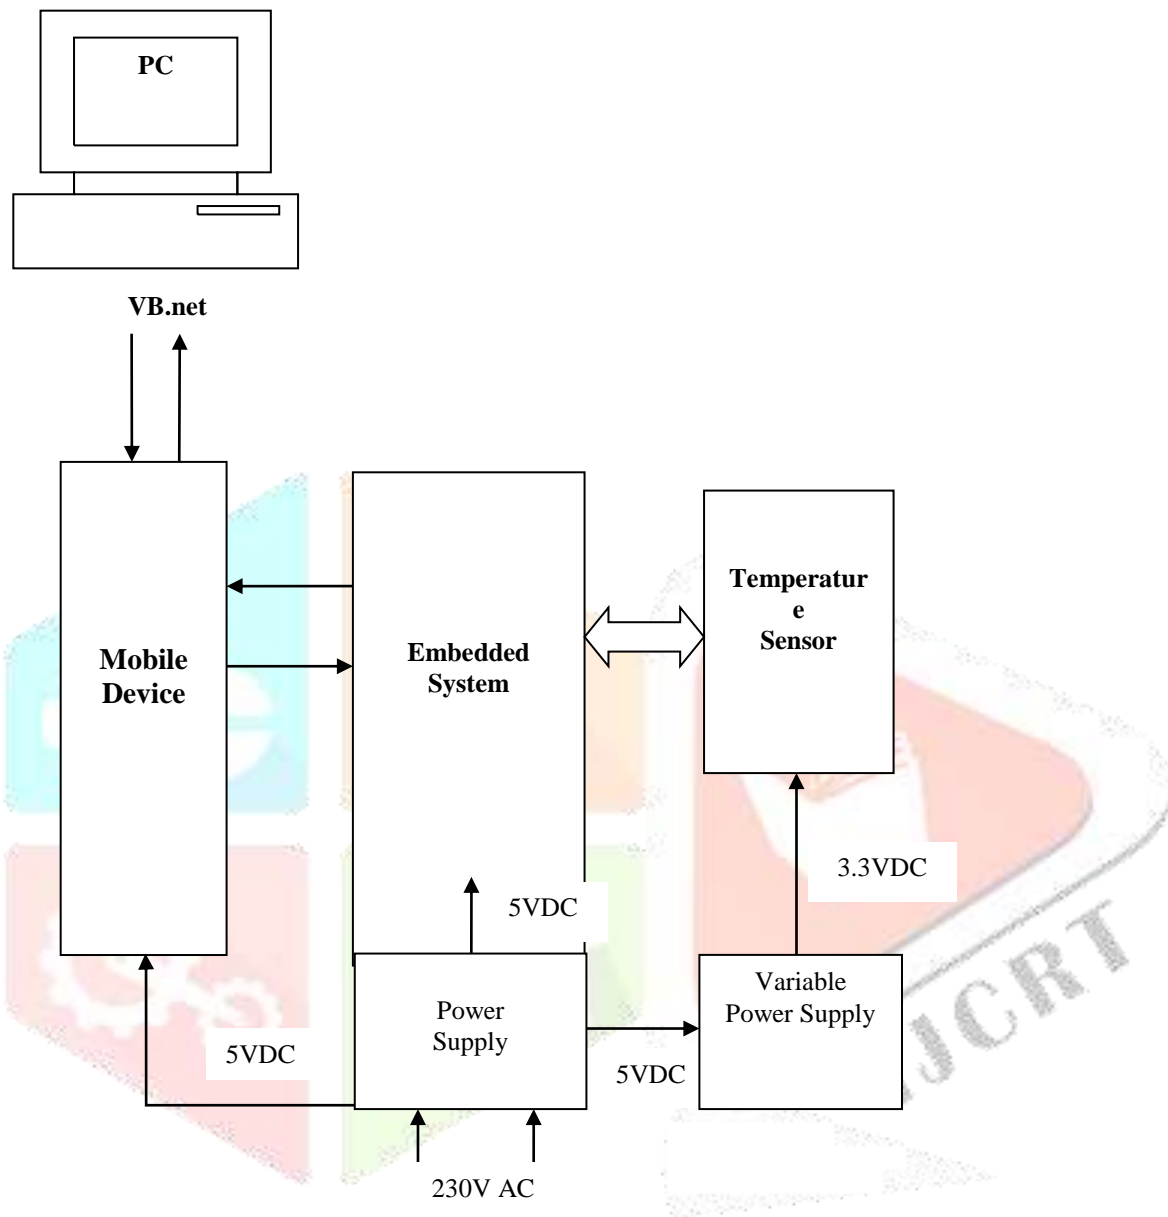 PC
VB.net
Mobile
Device
Embedded
System
Temperatur
e
Sensor
3.3VDC
5VDC
Power
Supply
Variable
Power Supply
5VDC
5VDC
230V AC
IJCRT